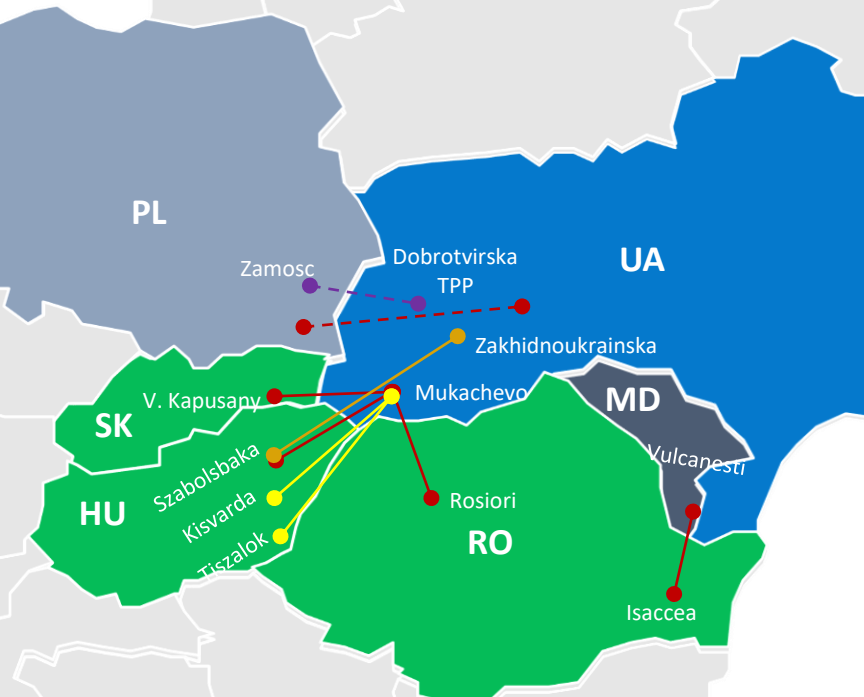 PL
UA
Zamosc
Dobrotvirska
TPP
Zakhidnoukrainska
V. Kapusany
Mukachevo
MD
SK
Szabolsbaka
Vulcanesti
HU
Kisvarda
Rosiori
Tiszalok
RO
Isaccea